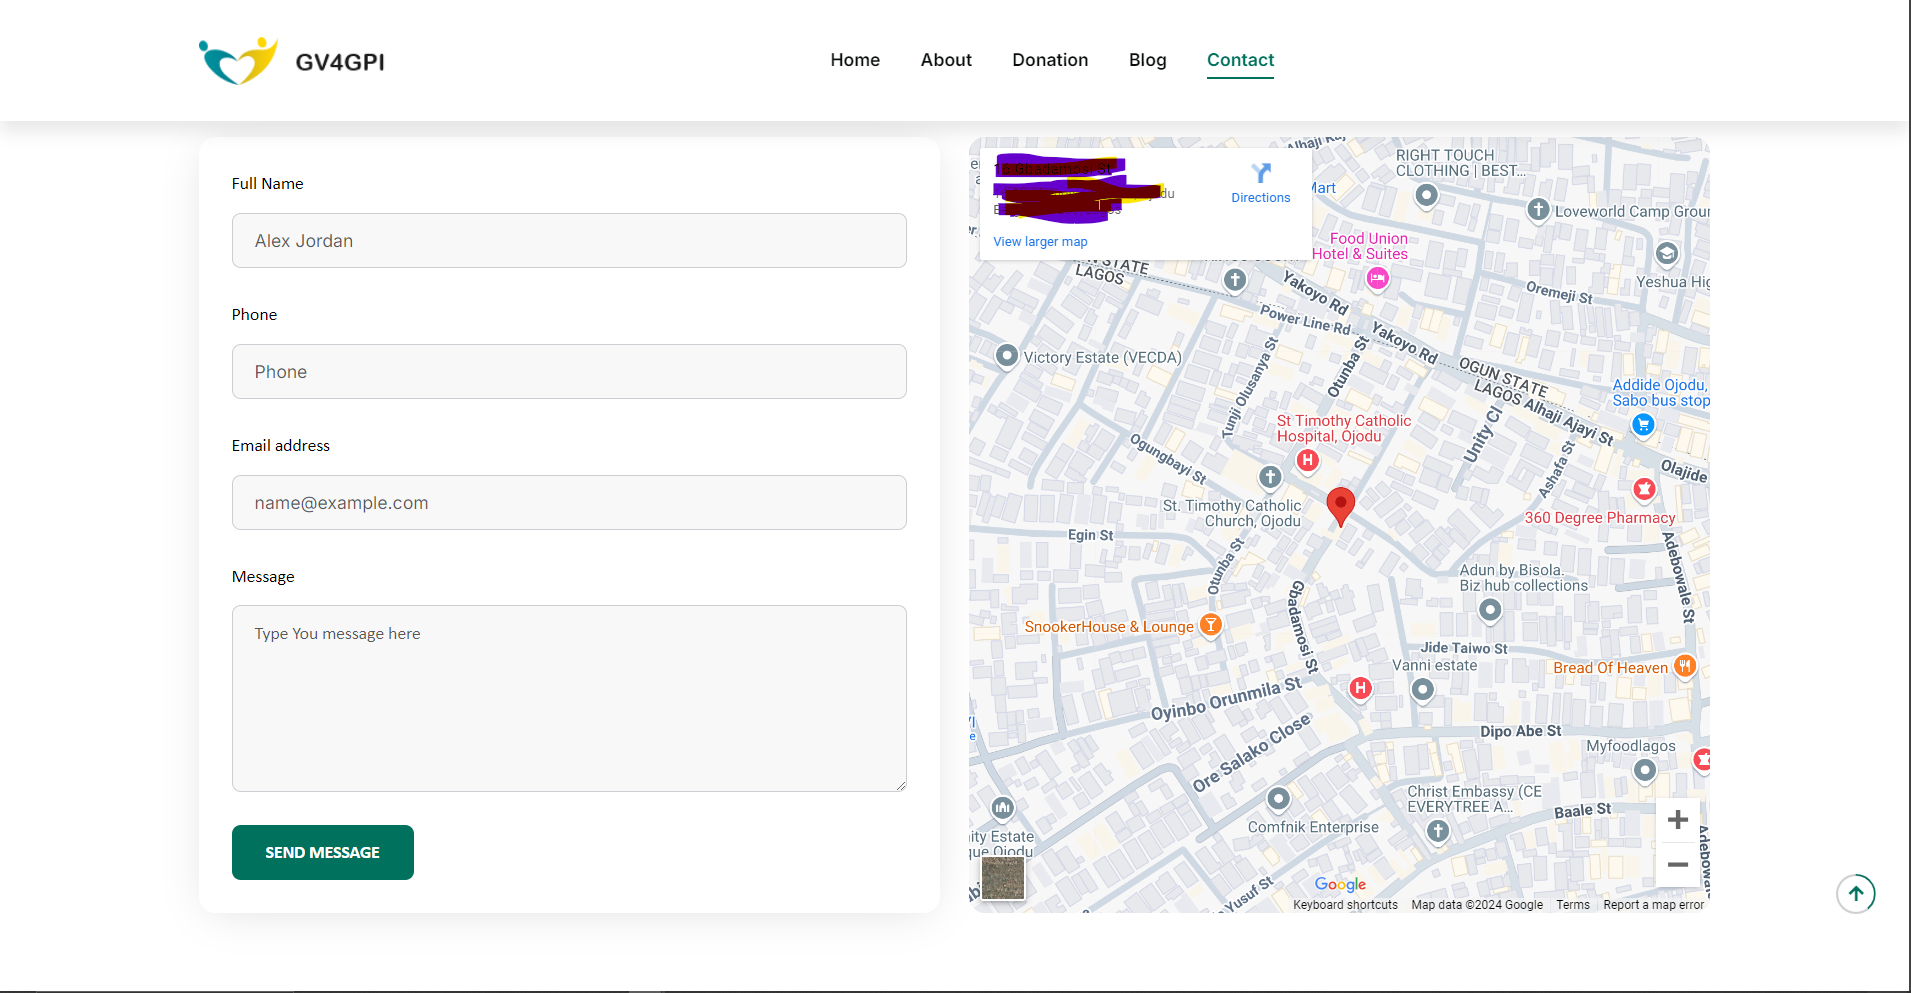 GV4GPI
Home
About
Donation
Blog
Contact
Full Name
Alex Jordan
Phone
Phone
Email address
name@example.com
Message
Type You message here
SEND MESSAGE
Directions
View larger map
RIGHT TOUCH
CLOTHING | BEST...
Mart
Loveworld Camp Grour
Food Union
Hotel & Suites
Yeshua Hig
OGUN STATE
LAGOS
Yakoyo Rd
Oremeji St
Power Line Rd
Yakoyo Rd
Victory Estate (VECDA)
Tunji Olusanya St
Otunba St
OGUN STATE
LAGOS
Alhaji Ajayi St
Addide Ojodu,
Sabo bus stop
St Timothy Catholic
Hospital, Ojodu
Unity Cl
Ogungbayi St
Ashafa St
Olajide
St. Timothy Catholic
Church, Ojodu
360 Degree Pharmacy
Egin St
Otunba St
Adebowale St
Adun by Bisola.
Biz hub collections
Gbadamosi St
SnookerHouse & Lounge
Jide Taiwo St
Vanni estate
Bread Of Heaven
Oyinbo Orunmila St
Dipo Abe St
Ore Salako Close
Myfoodlagos
Christ Embassy (CE
EVERYTREE A...
Baale St
Comfnik Enterprise
ity Estate
que Ojodu
Yusuf St
Adebowa
Google
Keyboard shortcuts
Map data ©2024 Google
Terms
Report a map error